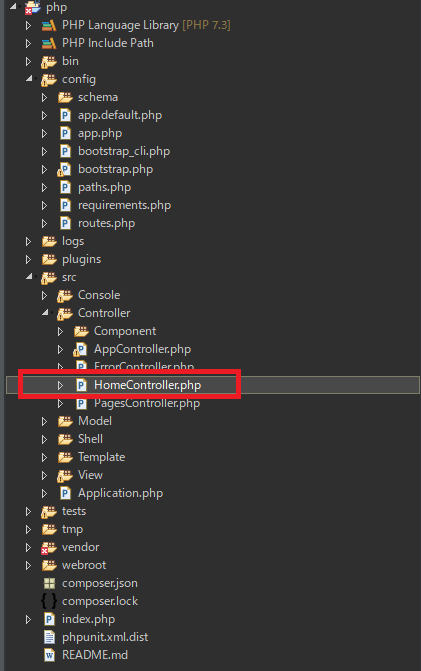 php
PHP Language Library [PHP 7.3]
PHP Include Path
bin
config
schema
app.default.php
app.php
bootstrap_cli.php
bootstrap.php
paths.php
requirements.php
routes.php
logs
plugins
src
Console
Controller
Component
AppController.php
ErrorController.php
HomeController.php
PagesController.php
Model
Shell
Template
View
Application.php
tests
tmp
vendor
webroot
composer.json
composer.lock
index.php
phpunit.xml.dist
README.md